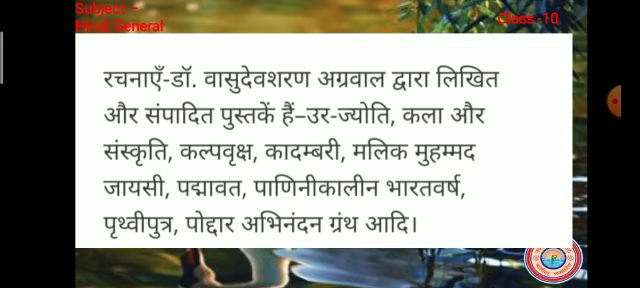 Subject –
Hindi General
Class -10
रचनाएँ-डॉ. वासुदेवशरण अग्रवाल द्वारा लिखित
और संपादित पुस्तकें हैं–उर-ज्योति, कला और
संस्कृति, कल्पवृक्ष, कादम्बरी, मलिक मुहम्मद
जायसी, पद्मावत, पाणिनीकालीन भारतवर्ष,
पृथ्वीपुत्र, पोद्दार अभिनंदन ग्रंथ आदि।